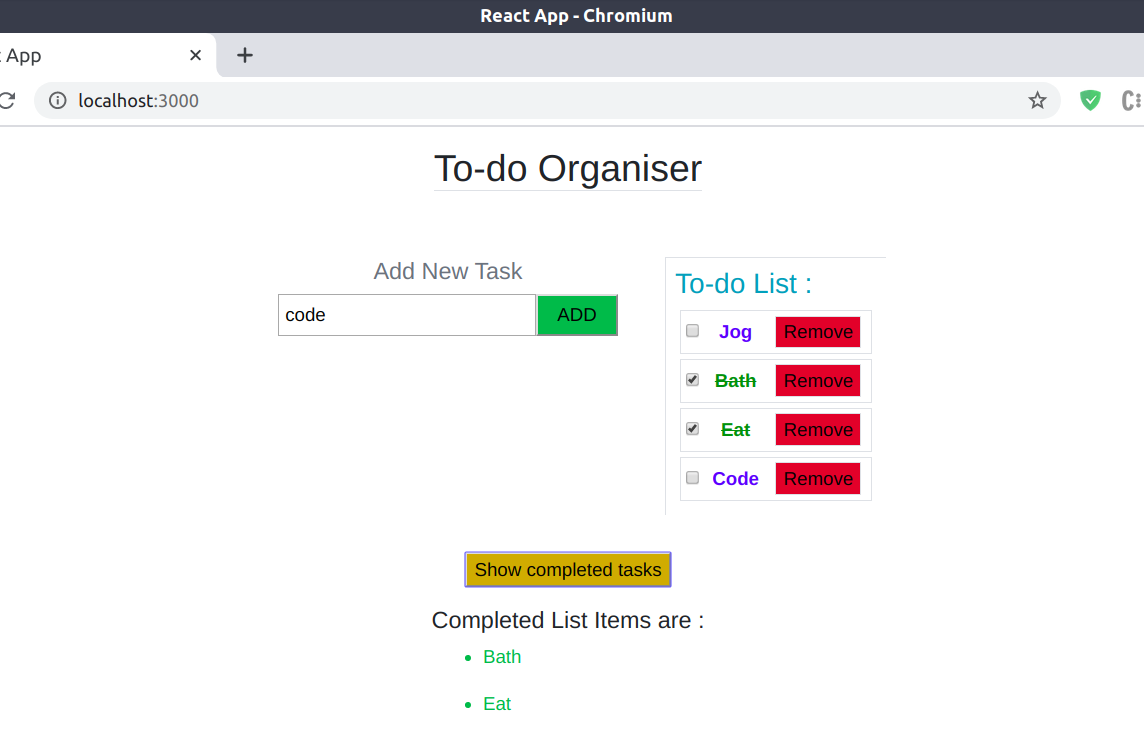 React App - Chromium
App
localhost:3000
To-do Organiser
Add New Task
code
ADD
To-do List :
Jog Remove
Bath Remove
Eat Remove
Code Remove
Show completed tasks
Completed List Items are :
Bath
Eat